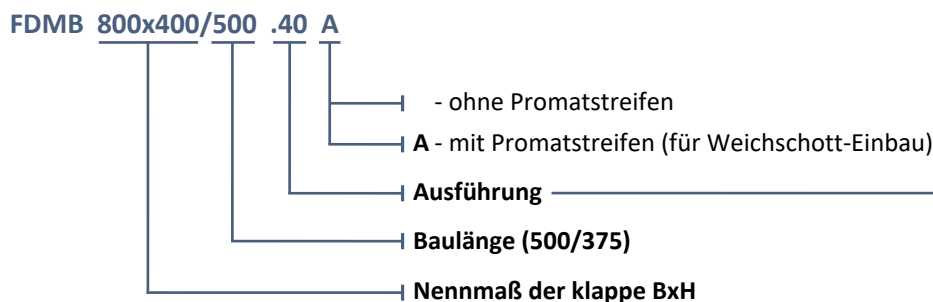 FDMB 800x400/500 .40 A
- ohne Promatstreifen
A - mit Promatstreifen (für Weichschott-Einbau)
Ausführung
Baulänge (500/375)
Nennmaß der klappe BxH